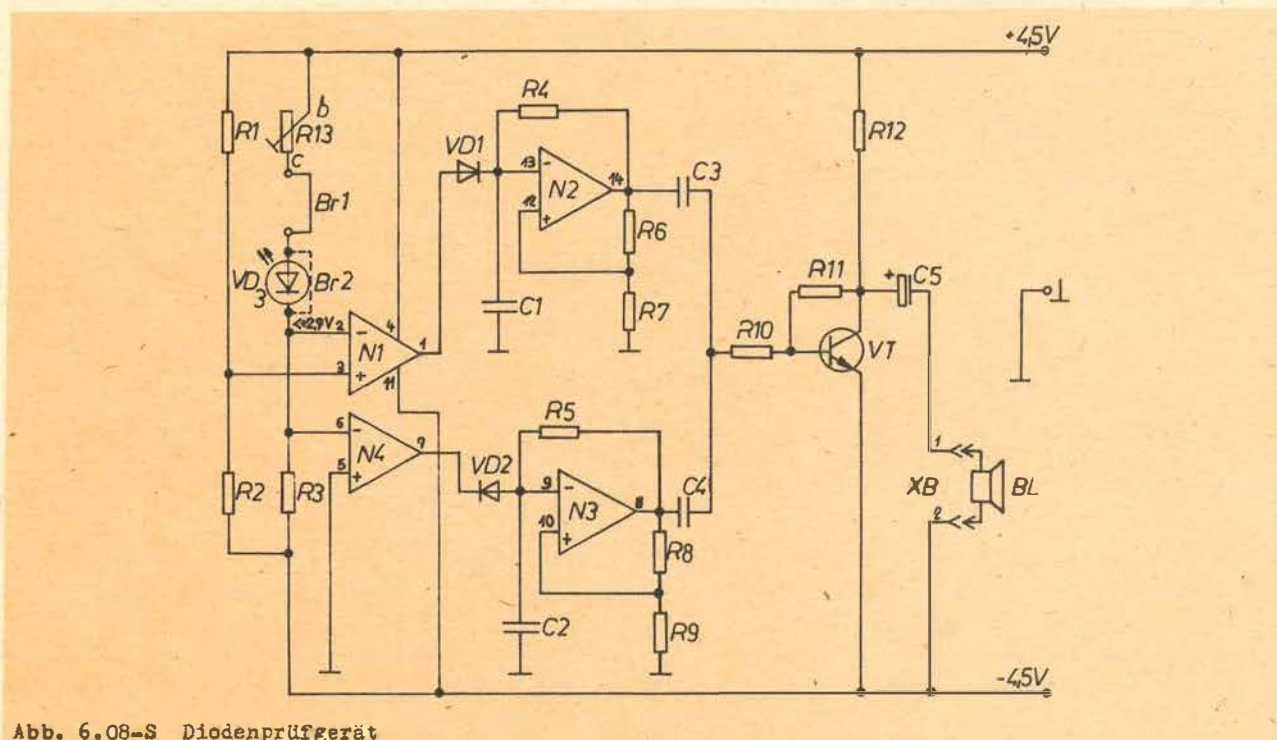 +4,5V
R4
b
R1
R13
VD1
R12
C
13
-
N2
14
C3
Br1
12
+
R6
R11
+
C5
⊥
VD
3
Br2
C1
R7
R10
VT
<+2,9V
2
-
4
N1
1
3
+
11
R5
6
-
N4
7
1
5
+
VD2
9
-
C4
XB
BL
R2
R3
N3
8
10
+
2
R8
C2
R9
-4,5V
Abb. 6.08-S Diodenprüfgerät